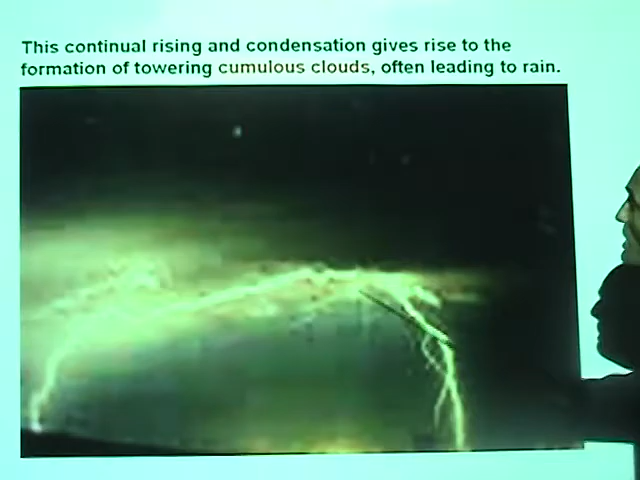 This continual rising and condensation gives rise to the
formation of towering cumulous clouds, often leading to rain.